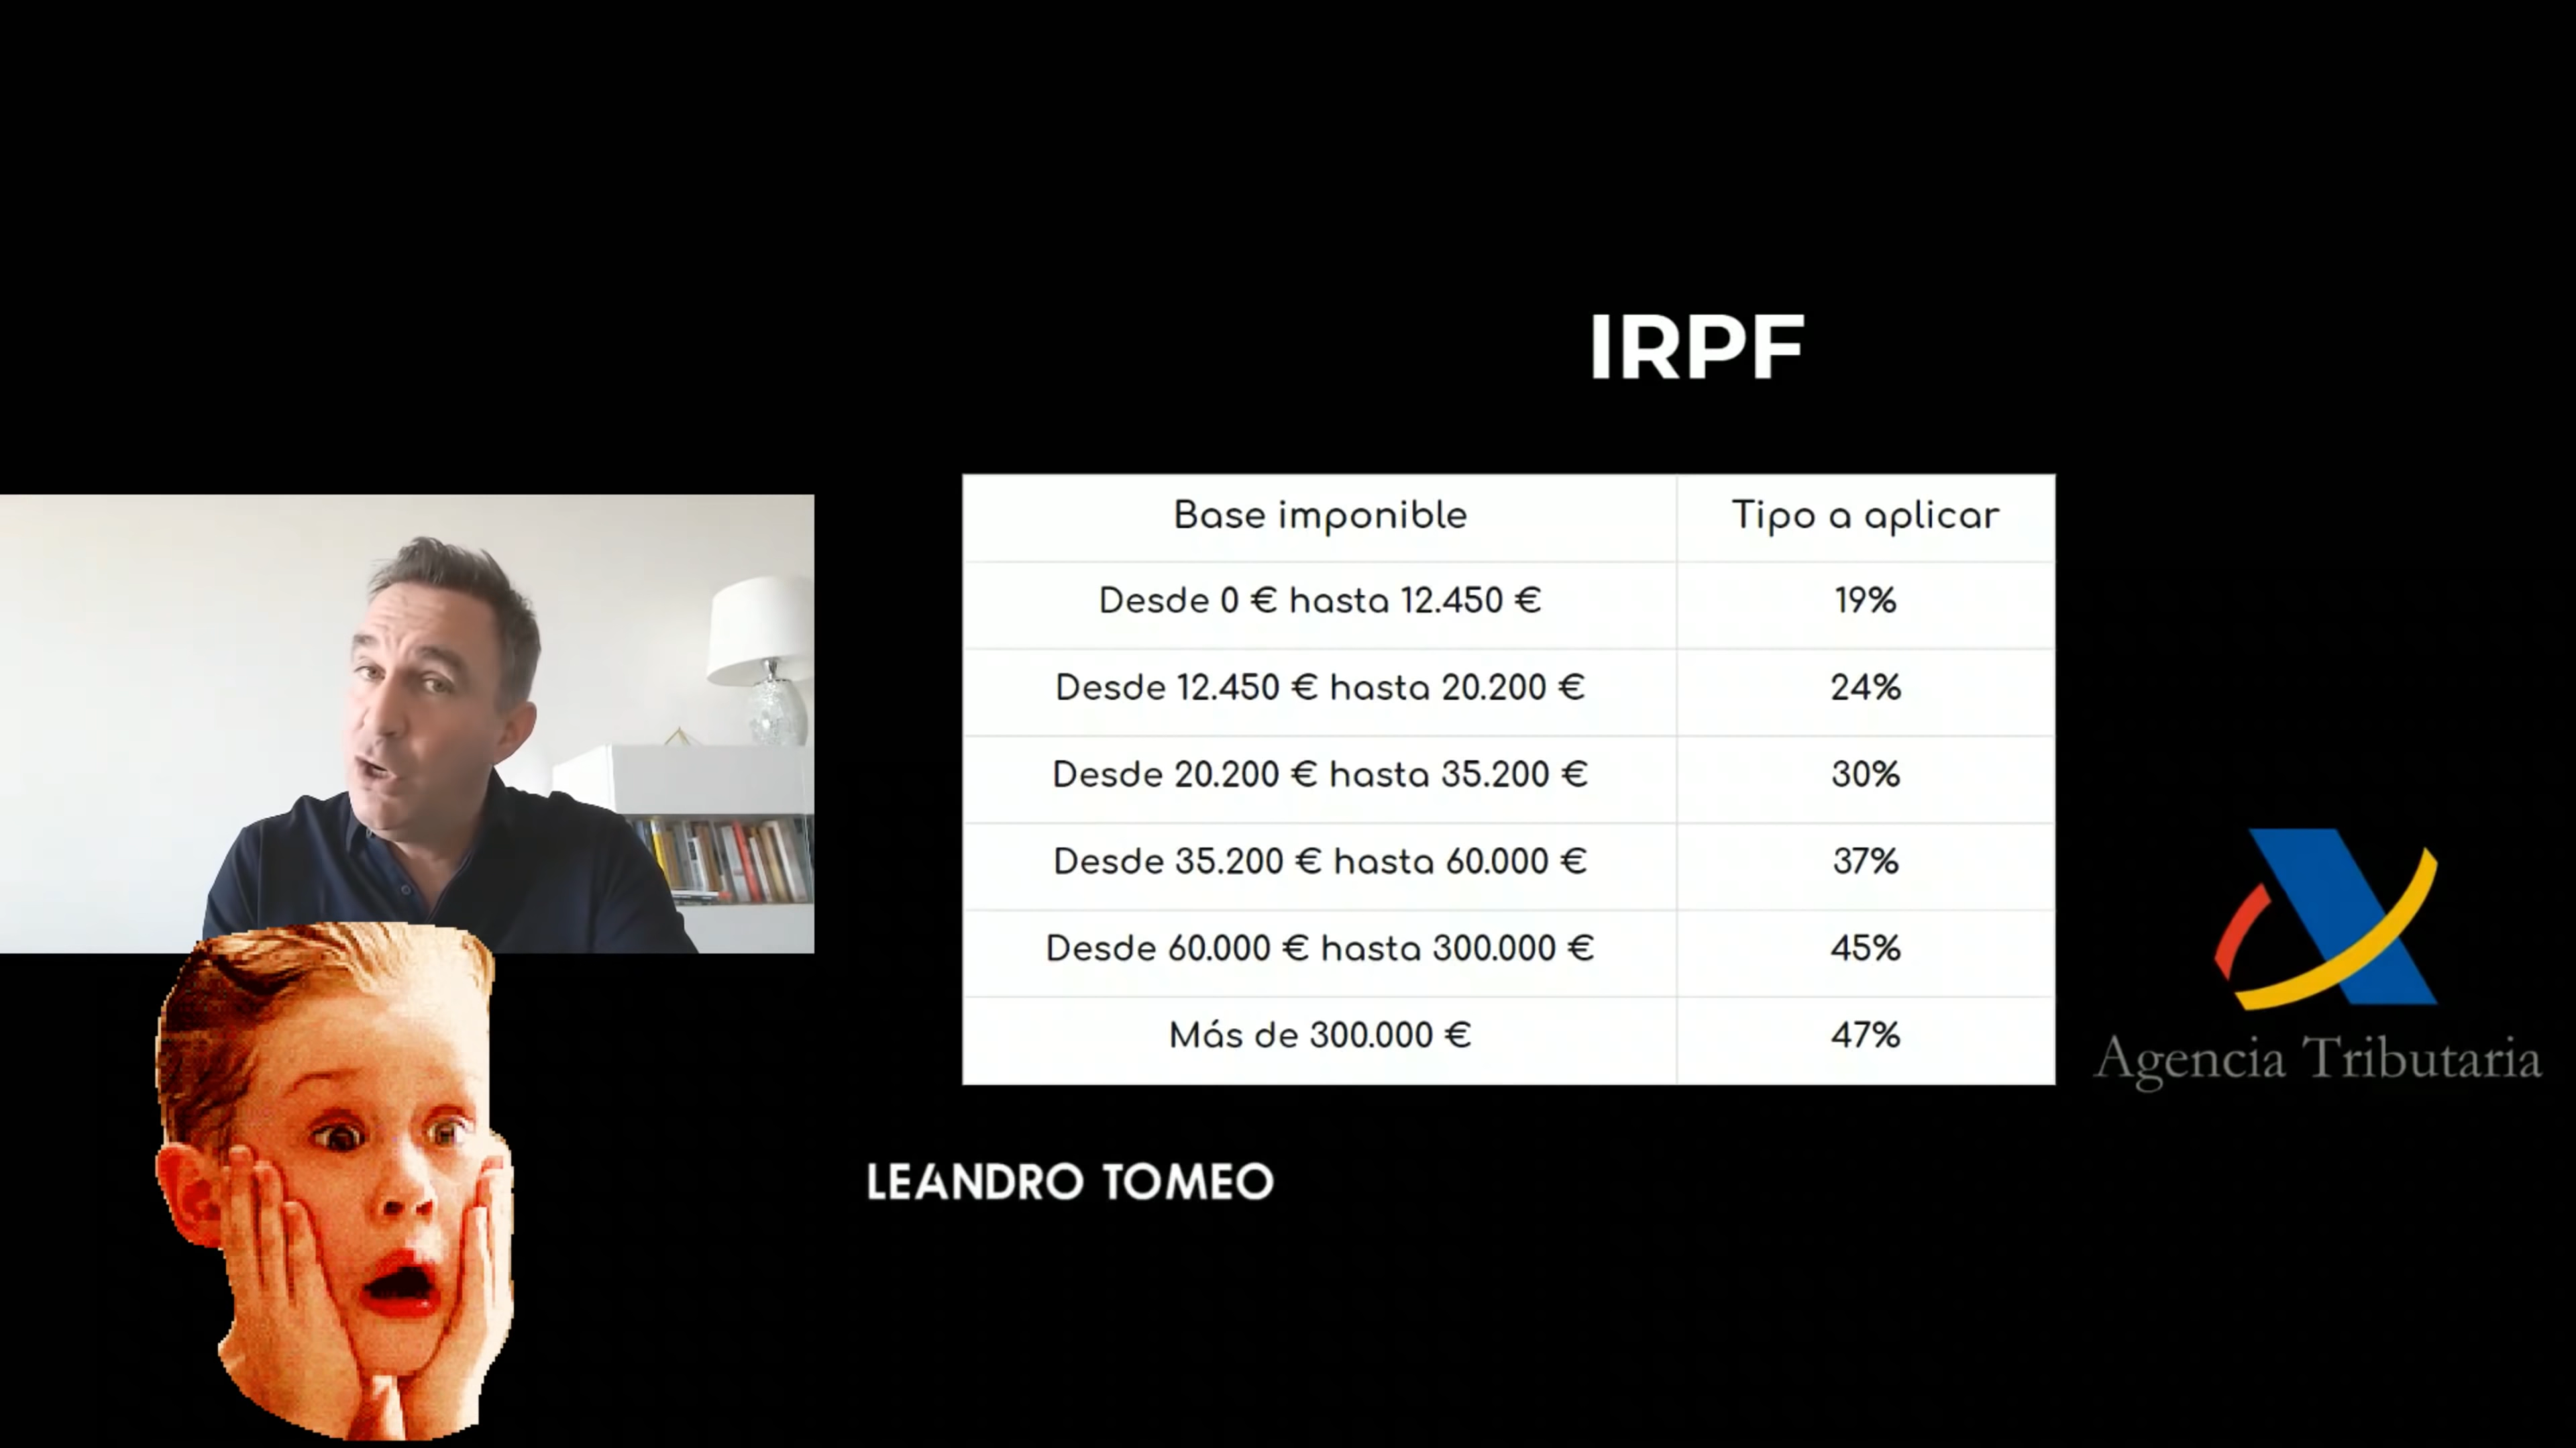 IRPF
Base imponible Tipo a aplicar
Desde 0 € hasta 12.450 € 19%
Desde 12.450 € hasta 20.200 € 24%
Desde 20.200 € hasta 35.200 € 30%
Desde 35.200 € hasta 60.000 € 37%
Desde 60.000 € hasta 300.000 € 45%
Más de 300.000 € 47%
Agencia Tributaria
LEANDRO TOMEO